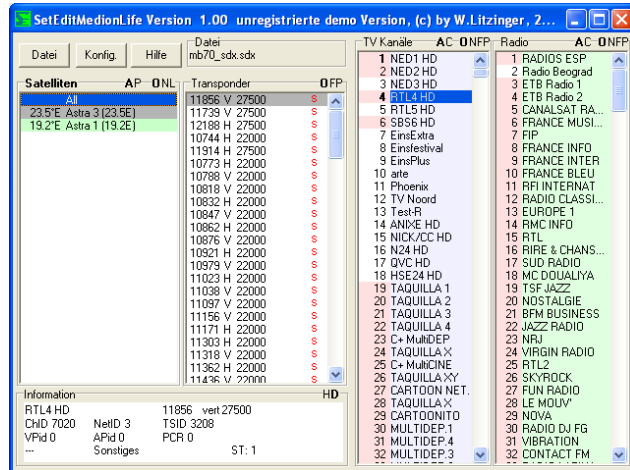 SetEditMedionLife Version 1.00 unregistrierte demo Version, (c) by W.Litzinger, 2...
Datei
Konfig.
Hilfe
Datei
mb70_sdx.sdx
Satelliten AP ONL
All
23.5°E Astra 3 (23.5E)
19.2°E Astra 1 (19.2E)
Transponder OFP
11856 V 27500 S
11739 V 27500 S
12188 H 27500 S
10744 H 22000 S
11914 H 27500 S
10773 H 22000 S
10788 V 22000 S
10818 V 22000 S
10832 H 22000 S
10847 V 22000 S
10862 H 22000 S
10876 V 22000 S
10921 H 22000 S
10979 V 22000 S
11023 H 22000 S
11038 V 22000 S
11097 V 22000 S
11156 V 22000 S
11171 H 22000 S
11303 H 22000 S
11318 V 22000 S
11362 H 22000 S
11436 V 22000 S
TV Kanäle AC ONFP
1 NED1 HD
2 NED2 HD
3 NED3 HD
4 RTL4 HD
5 RTL5 HD
6 SBS6 HD
7 EinsExtra
8 Einsfestival
9 EinsPlus
10 arte
11 Phoenix
12 TV Noord
13 Test-R
14 ANIXE HD
15 NICK/CC HD
16 N24 HD
17 QVC HD
18 HSE24 HD
19 TAQUILLA 1
20 TAQUILLA 2
21 TAQUILLA 3
22 TAQUILLA 4
23 C+ MultiDEP
24 TAQUILLA X
25 C+ MultiCINE
26 TAQUILLA XY
27 CARTOON NET.
28 TAQUILLA X
29 CARTOONITO
30 MULTIDEP.1
31 MULTIDEP.4
32 MULTIDEP.3
Radio AC ONFP
1 RADIOS ESP
2 Radio Beograd
3 ETB Radio 1
4 ETB Radio 2
5 CANALSAT RA...
6 FRANCE MUSI...
7 FIP
8 FRANCE INFO
9 FRANCE INTER
10 FRANCE BLEU
11 RFI INTERNAT
12 RADIO CLASSI...
13 EUROPE 1
14 RMC INFO
15 RTL
16 RIRE & CHANS...
17 SUD RADIO
18 MC DOUALIYA
19 TSF JAZZ
20 NOSTALGIE
21 BFM BUSINESS
22 JAZZ RADIO
23 NRJ
24 VIRGIN RADIO
25 RTL2
26 SKYROCK
27 FUN RADIO
28 LE MOUV'
29 NOVA
30 RADIO DJ FG
31 VIBRATION
32 CONTACT FM
Information HD
RTL4 HD 11856 vert 27500
ChID 7020 NetID 3 TSID 3208
VPid 0 APid 0 PCR 0
--- Sonstiges ST: 1